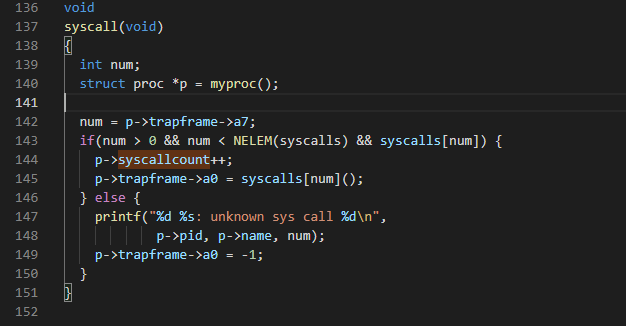 136 void
137 syscall(void)
138 {
139   int num;
140   struct proc *p = myproc();
141
142   num = p->trapframe->a7;
143   if(num > 0 && num < NELEM(syscalls) && syscalls[num]) {
144     p->syscallcount++;
145     p->trapframe->a0 = syscalls[num]();
146   } else {
147     printf("%d %s: unknown sys call %d\n",
148             p->pid, p->name, num);
149     p->trapframe->a0 = -1;
150   }
151 }
152